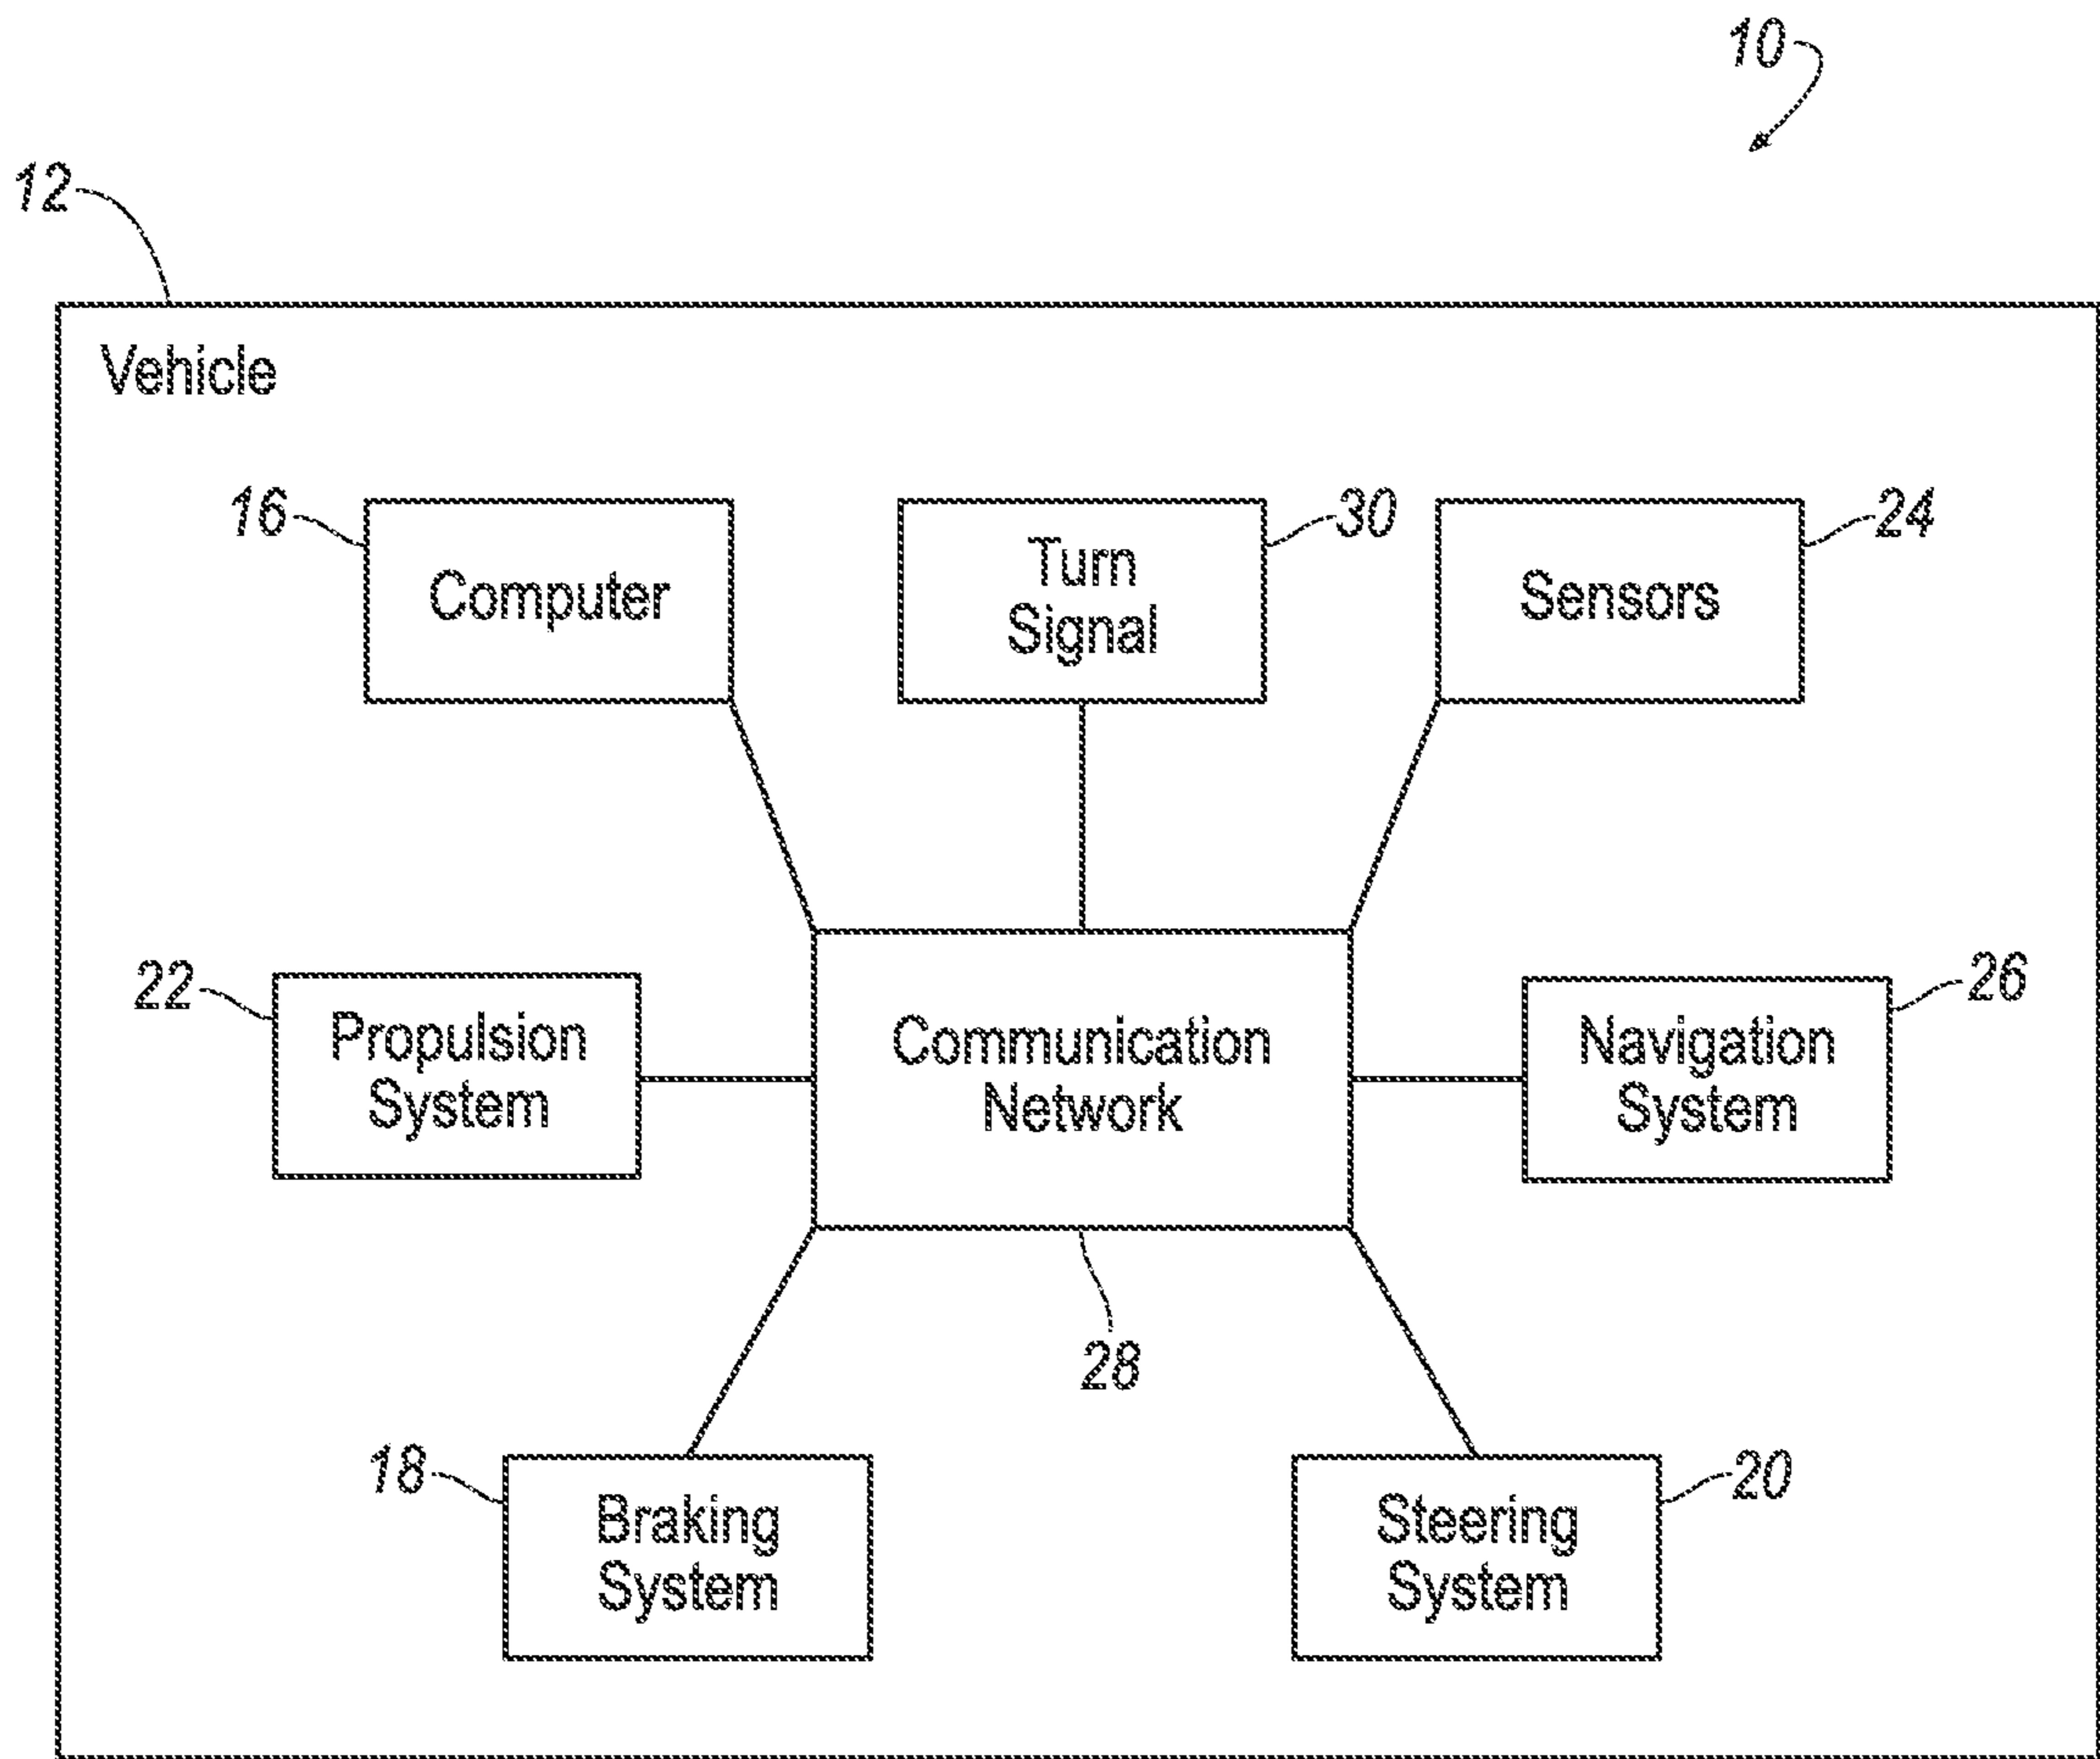 10
12
Vehicle
16
Computer
Turn
Signal
30
Sensors
24
22
Propulsion
System
Communication
Network
Navigation
System
26
28
18
Braking
System
Steering
System
20